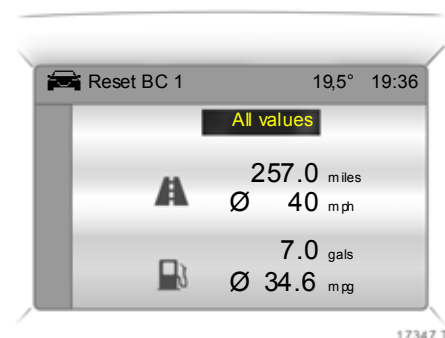 Reset BC 1 19,5° 19:36
All values
257.0 miles
Ø 40 mph
7.0 gals
Ø 34.6 mpg
17347 T